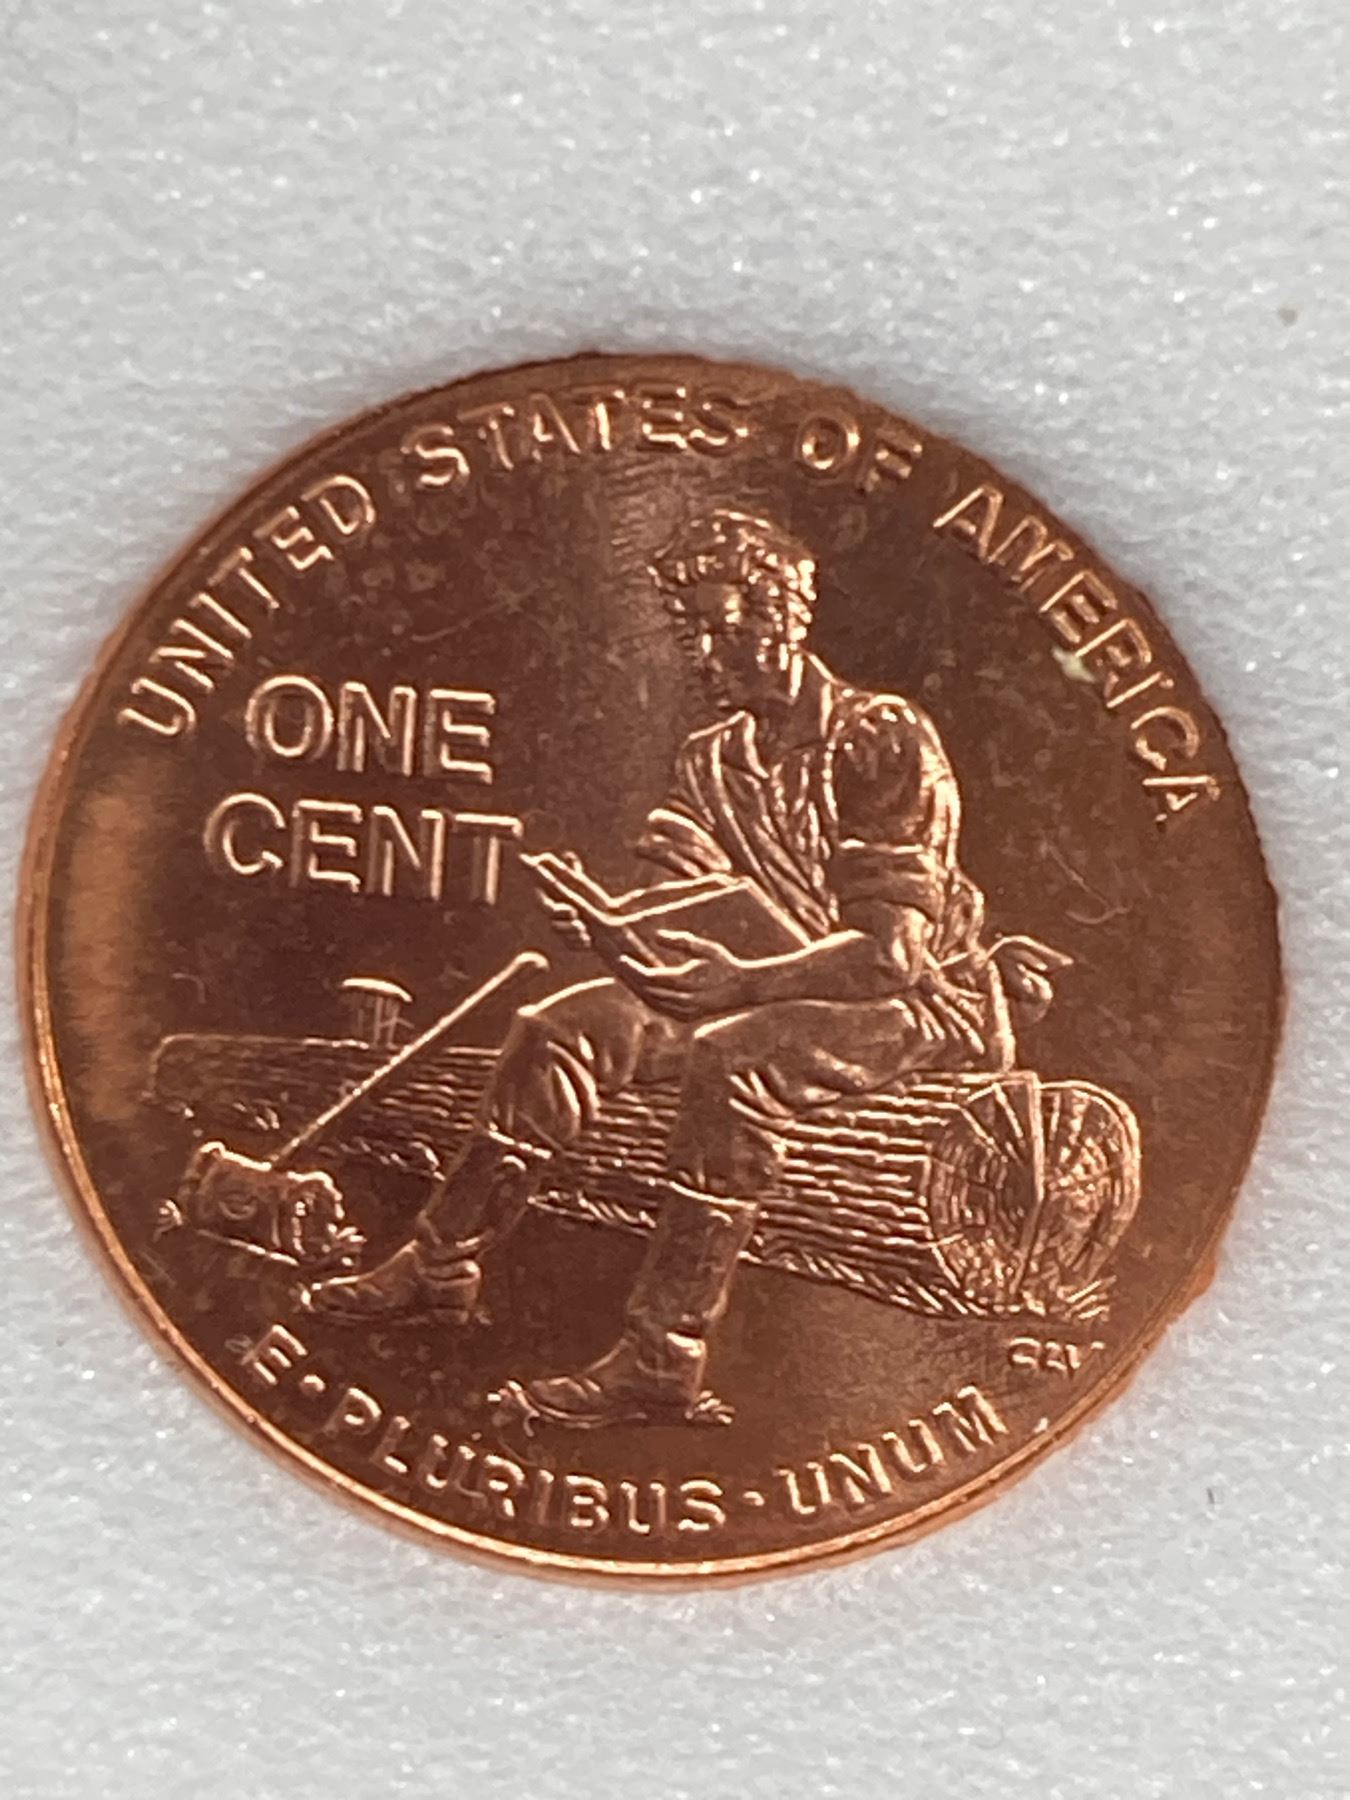 UNITED STATES OF AMERICA
ONE
CENT
E·PLURIBUS·UNUM